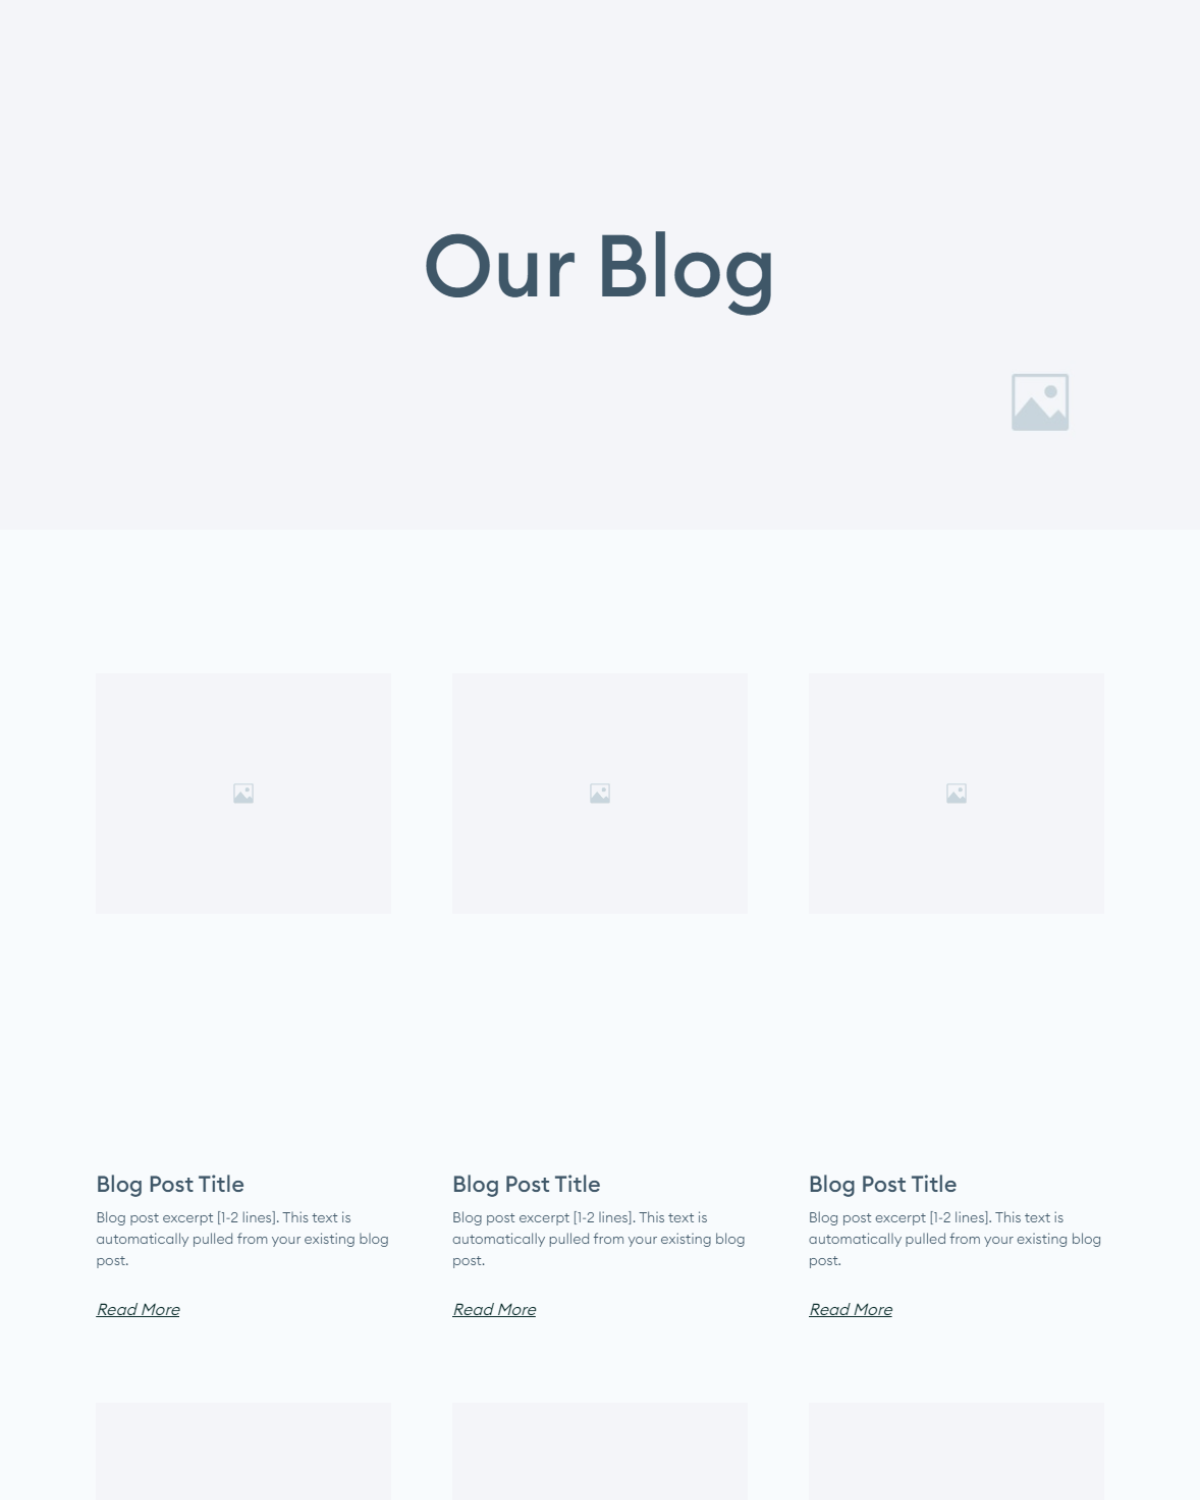 Our Blog
Blog Post Title
Blog post excerpt [1-2 lines]. This text is
automatically pulled from your existing blog
post.
Read More
Blog Post Title
Blog post excerpt [1-2 lines]. This text is
automatically pulled from your existing blog
post.
Read More
Blog Post Title
Blog post excerpt [1-2 lines]. This text is
automatically pulled from your existing blog
post.
Read More